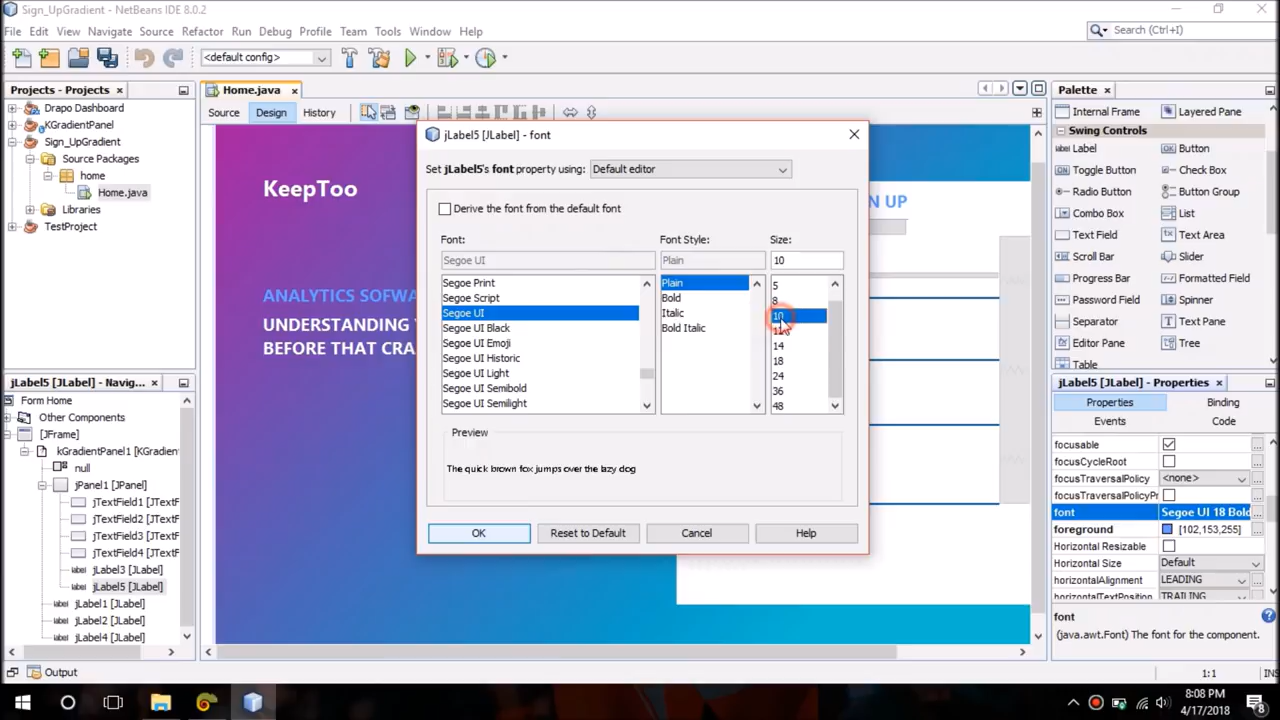 Sign_UpGradient - NetBeans IDE 8.0.2
File Edit View Navigate Source Refactor Run Debug Profile Team Tools Window Help
Search (Ctrl+I)
<default config>
Projects - Projects
Home.java
Palette
Drapo Dashboard
KGradientPanel
Sign_UpGradient
Source Packages
home
Home.java
Libraries
TestProject
Source Design History
KeepToo
ANALYTICS SOFWA
UNDERSTANDING Y
BEFORE THAT CRA
N UP
jLabel5 [JLabel] - font
Set jLabel5's font property using: Default editor
Derive the font from the default font
Font: Font Style: Size:
Segoe UI Plain 10
Segoe Print
Segoe Script
Segoe UI
Segoe UI Black
Segoe UI Emoji
Segoe UI Historic
Segoe UI Light
Segoe UI Semibold
Segoe UI Semilight
Plain
Bold
Italic
Bold Italic
5
8
10
14
18
24
36
48
Preview
The quick brown fox jumps over the lazy dog
OK Reset to Default Cancel Help
Internal Frame Layered Pane
Swing Controls
Label Button
Toggle Button Check Box
Radio Button Button Group
Combo Box List
Text Field Text Area
Scroll Bar Slider
Progress Bar Formatted Field
Password Field Spinner
Separator Text Pane
Editor Pane Tree
Table
jLabel5 [JLabel] - Navig...
Form Home
Other Components
[JFrame]
kGradientPanel1 [KGradient
null
jPanel1 [JPanel]
jTextField1 [JTextF
jTextField2 [JTextF
jTextField3 [JTextF
jTextField4 [JTextF
jLabel3 [JLabel]
jLabel5 [JLabel]
jLabel1 [JLabel]
jLabel2 [JLabel]
jLabel4 [JLabel]
jLabel5 [JLabel] - Properties
Properties Binding
Events Code
focusable
focusCycleRoot
focusTraversalPolicy <none>
focusTraversalPolicyPr
font Segoe UI 18 Bold
foreground [102,153,255]
Horizontal Resizable
Horizontal Size Default
horizontalAlignment LEADING
horizontalTextPosition TRAILING
font
(java.awt.Font) The font for the component.
Output
1:1 INS
8:08 PM
4/17/2018
8